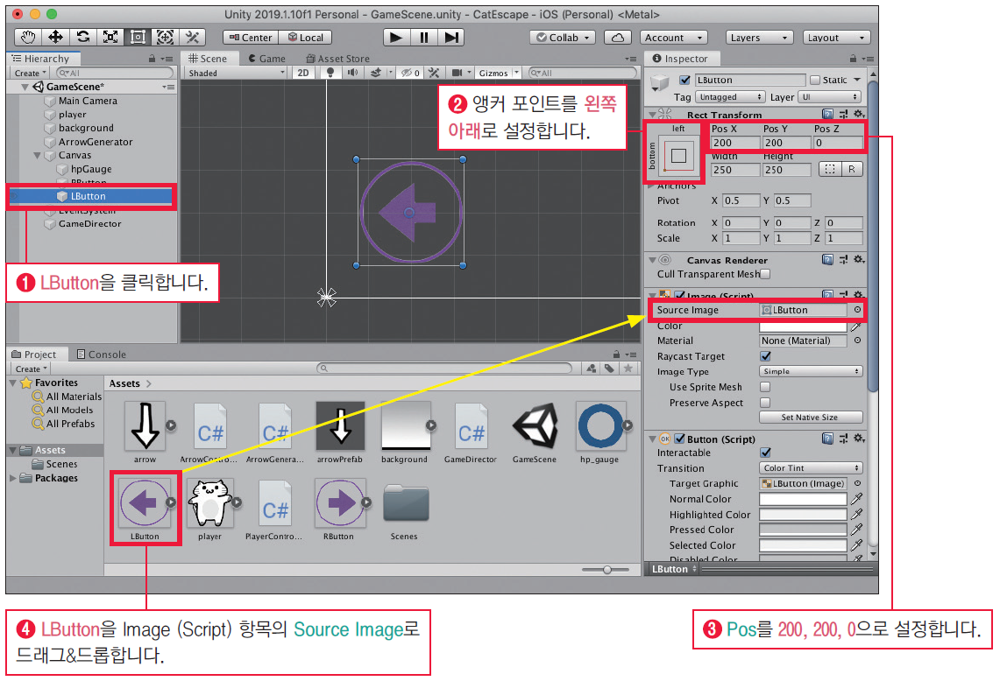 Unity 2019.1.10f1 Personal - GameScene.unity - CatEscape - iOS (Personal) <Metal>
Center Local Collab Account Layers Layout
Hierarchy
Create All
GameScene*
Main Camera
player
background
ArrowGenerator
Canvas
hpGauge
RButton
LButton
EventSystem
GameDirector
❶ LButton을 클릭합니다.
Scene Game Asset Store
Shaded 2D 0 Gizmos All
❷ 앵커 포인트를 왼쪽
아래로 설정합니다.
Inspector
LButton Static
Tag Untagged Layer UI
Rect Transform
left Pos X Pos Y Pos Z
bottom 200 200 0
Width Height
250 250 R
Anchors
Pivot X 0.5 Y 0.5
Rotation X 0 Y 0 Z 0
Scale X 1 Y 1 Z 1
Canvas Renderer
Cull Transparent Mesh
Image (Script)
Source Image LButton
Color
Material None (Material)
Raycast Target
Image Type Simple
Use Sprite Mesh
Preserve Aspect
Set Native Size
OK Button (Script)
Interactable
Transition Color Tint
Target Graphic LButton (Image)
Normal Color
Highlighted Color
Pressed Color
Selected Color
Disabled Color
LButton
Project Console
Create
Favorites
All Materials
All Models
All Prefabs
Assets
Scenes
Packages
Assets
C# C# C#
arrow ArrowContro... ArrowGenera... arrowPrefab background GameDirector GameScene hp_gauge
C#
LButton player PlayerContro... RButton Scenes
❹ LButton을 Image (Script) 항목의 Source Image로
드래그&드롭합니다.
❸ Pos를 200, 200, 0으로 설정합니다.